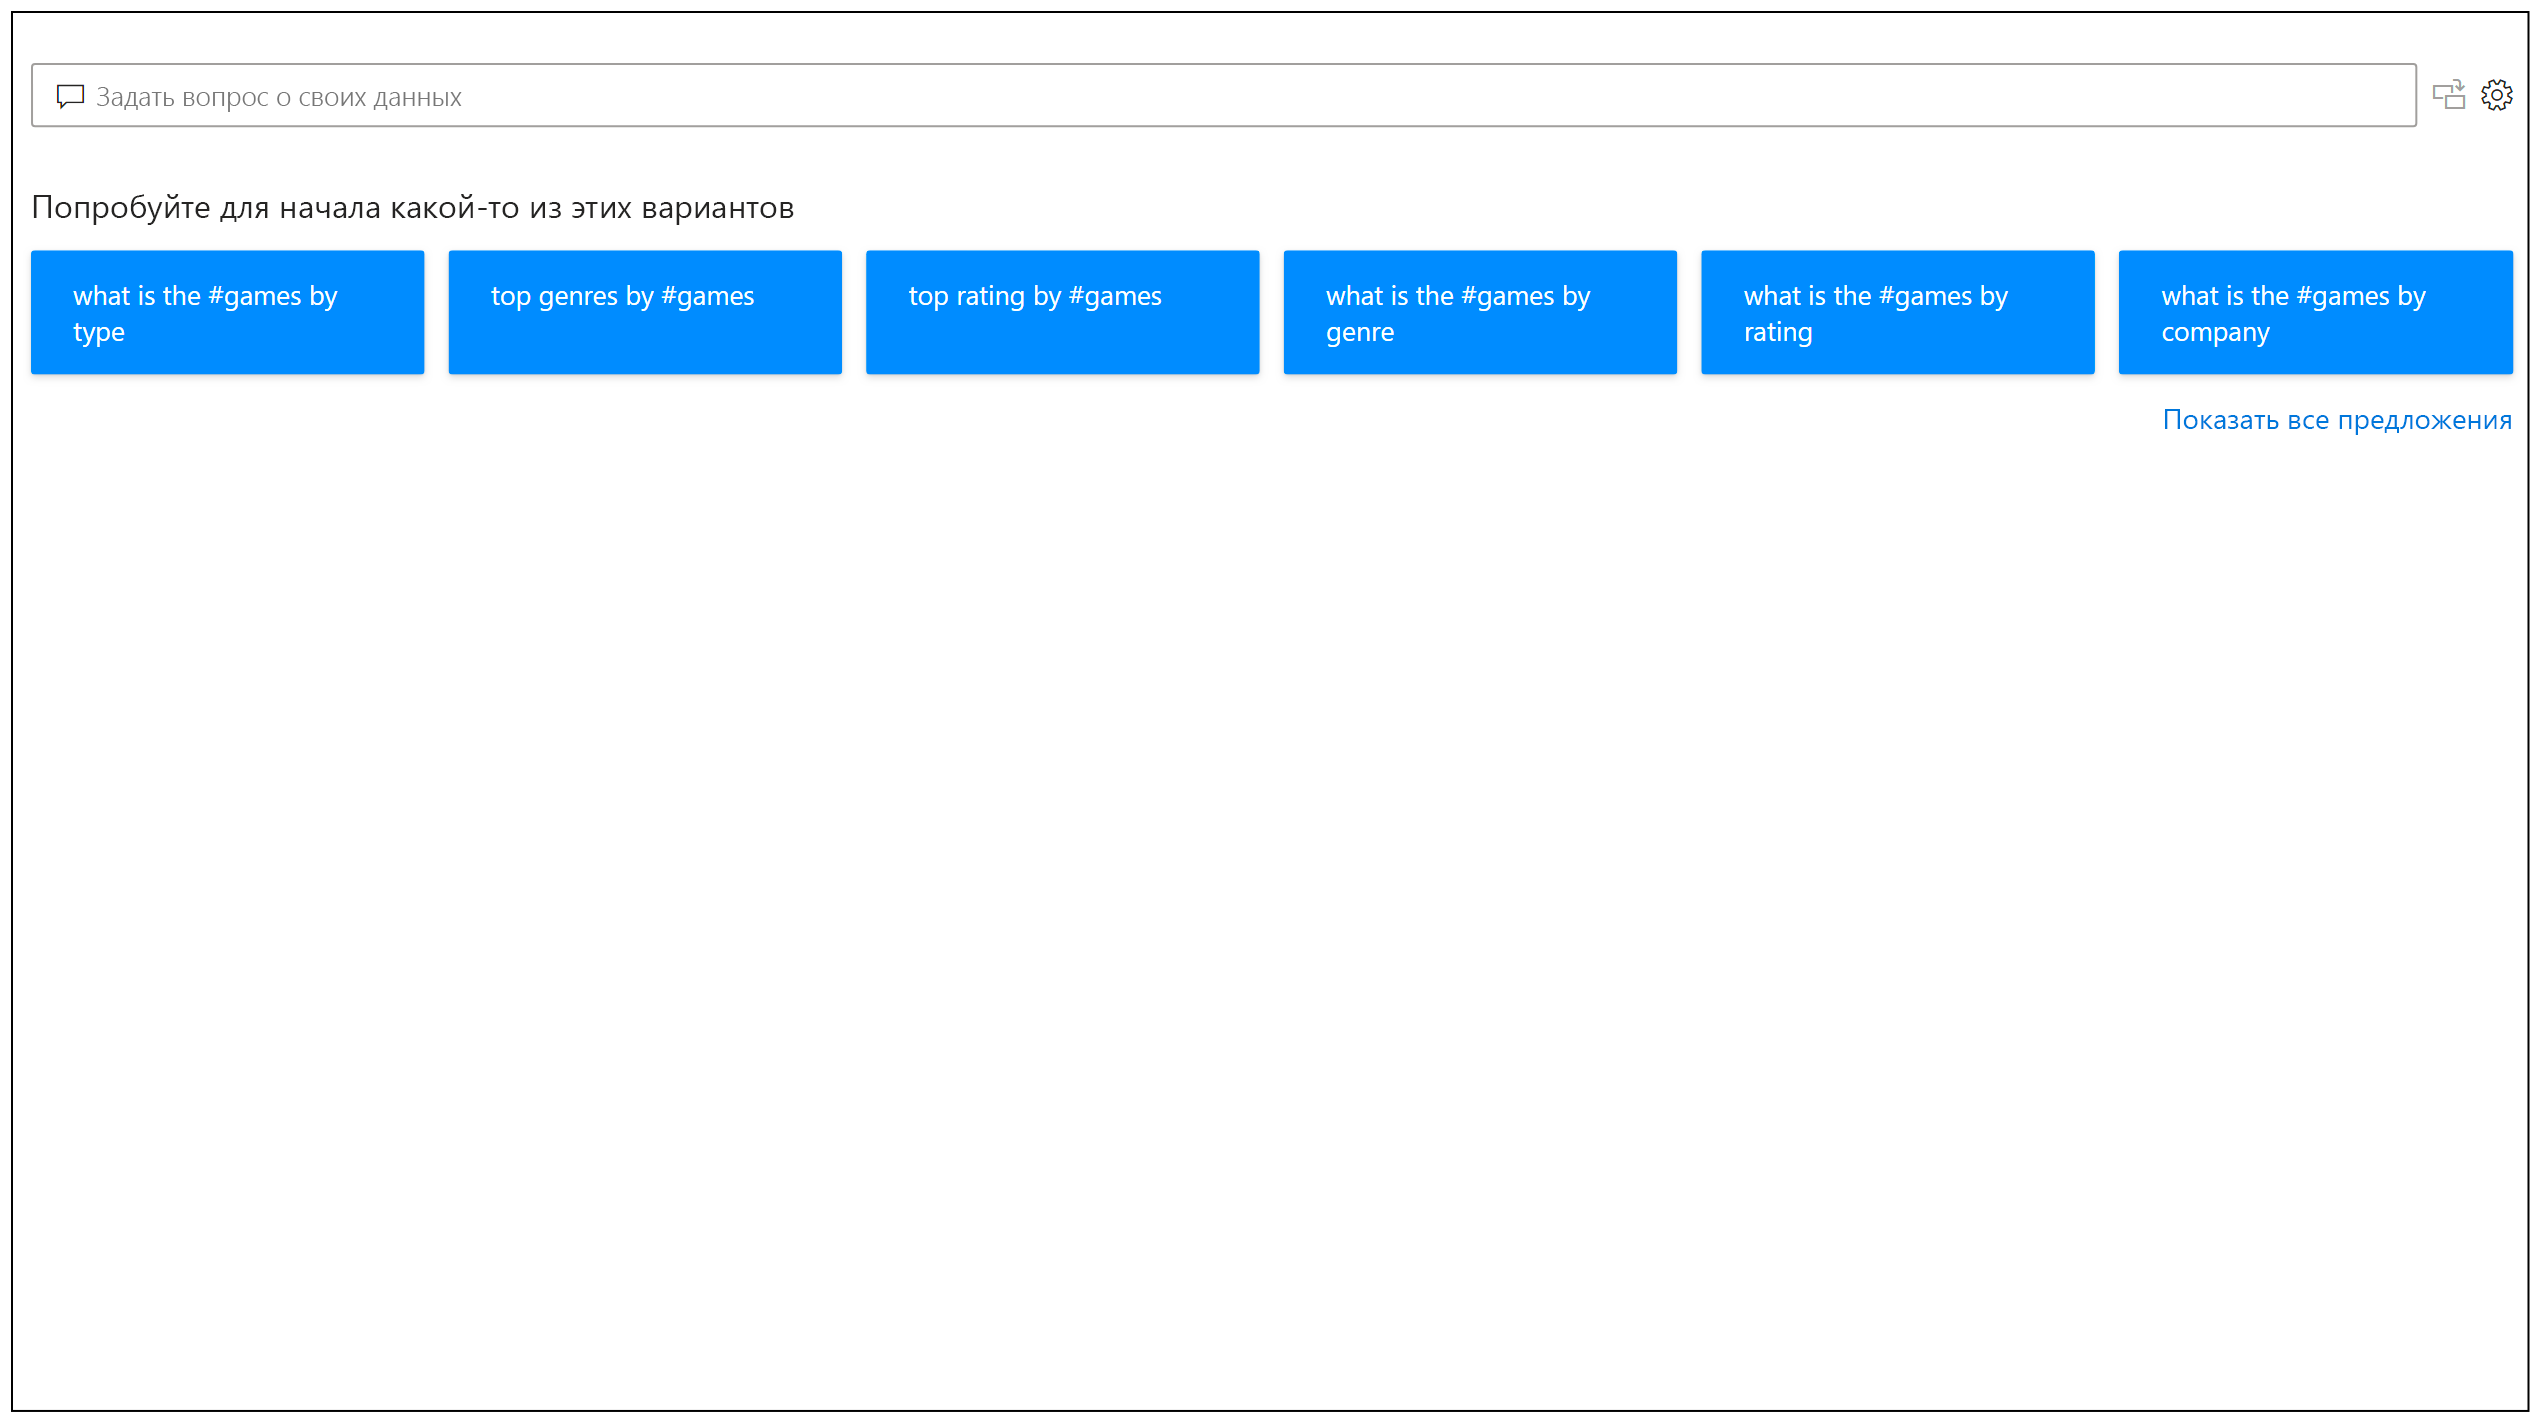 Задать вопрос о своих данных
Попробуйте для начала какой-то из этих вариантов
what is the #games by
type
top genres by #games
top rating by #games
what is the #games by
genre
what is the #games by
rating
what is the #games by
company
Показать все предложения